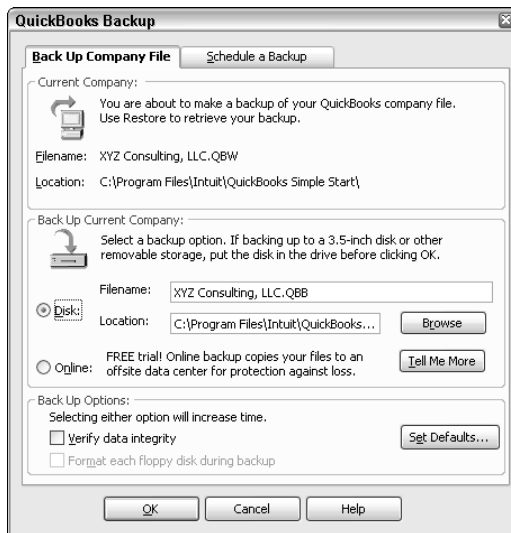 QuickBooks Backup
Back Up Company File
Schedule a Backup
Current Company:
You are about to make a backup of your QuickBooks company file.
Use Restore to retrieve your backup.
Filename: XYZ Consulting, LLC.QBW
Location: C:\Program Files\Intuit\QuickBooks Simple Start\
Back Up Current Company:
Select a backup option. If backing up to a 3.5-inch disk or other
removable storage, put the disk in the drive before clicking OK.
Disk:
Filename: XYZ Consulting, LLC.QBB
Location: C:\Program Files\Intuit\QuickBooks... Browse
Online:
FREE trial! Online backup copies your files to an
offsite data center for protection against loss.
Tell Me More
Back Up Options:
Selecting either option will increase time.
Verify data integrity
Set Defaults...
Format each floppy disk during backup
OK Cancel Help